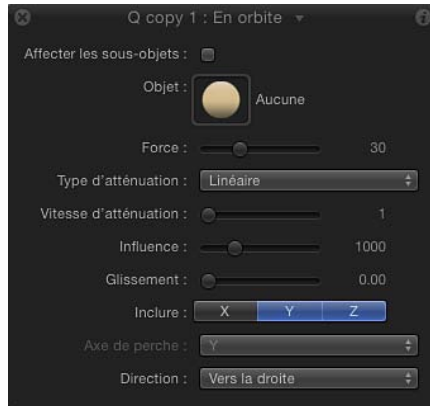 Q copy 1 : En orbite
Affecter les sous-objets :
Objet : Aucune
Force : 30
Type d'atténuation : Linéaire
Vitesse d'atténuation : 1
Influence : 1000
Glissement : 0.00
Inclure : X Y Z
Axe de perche : Y
Direction : Vers la droite